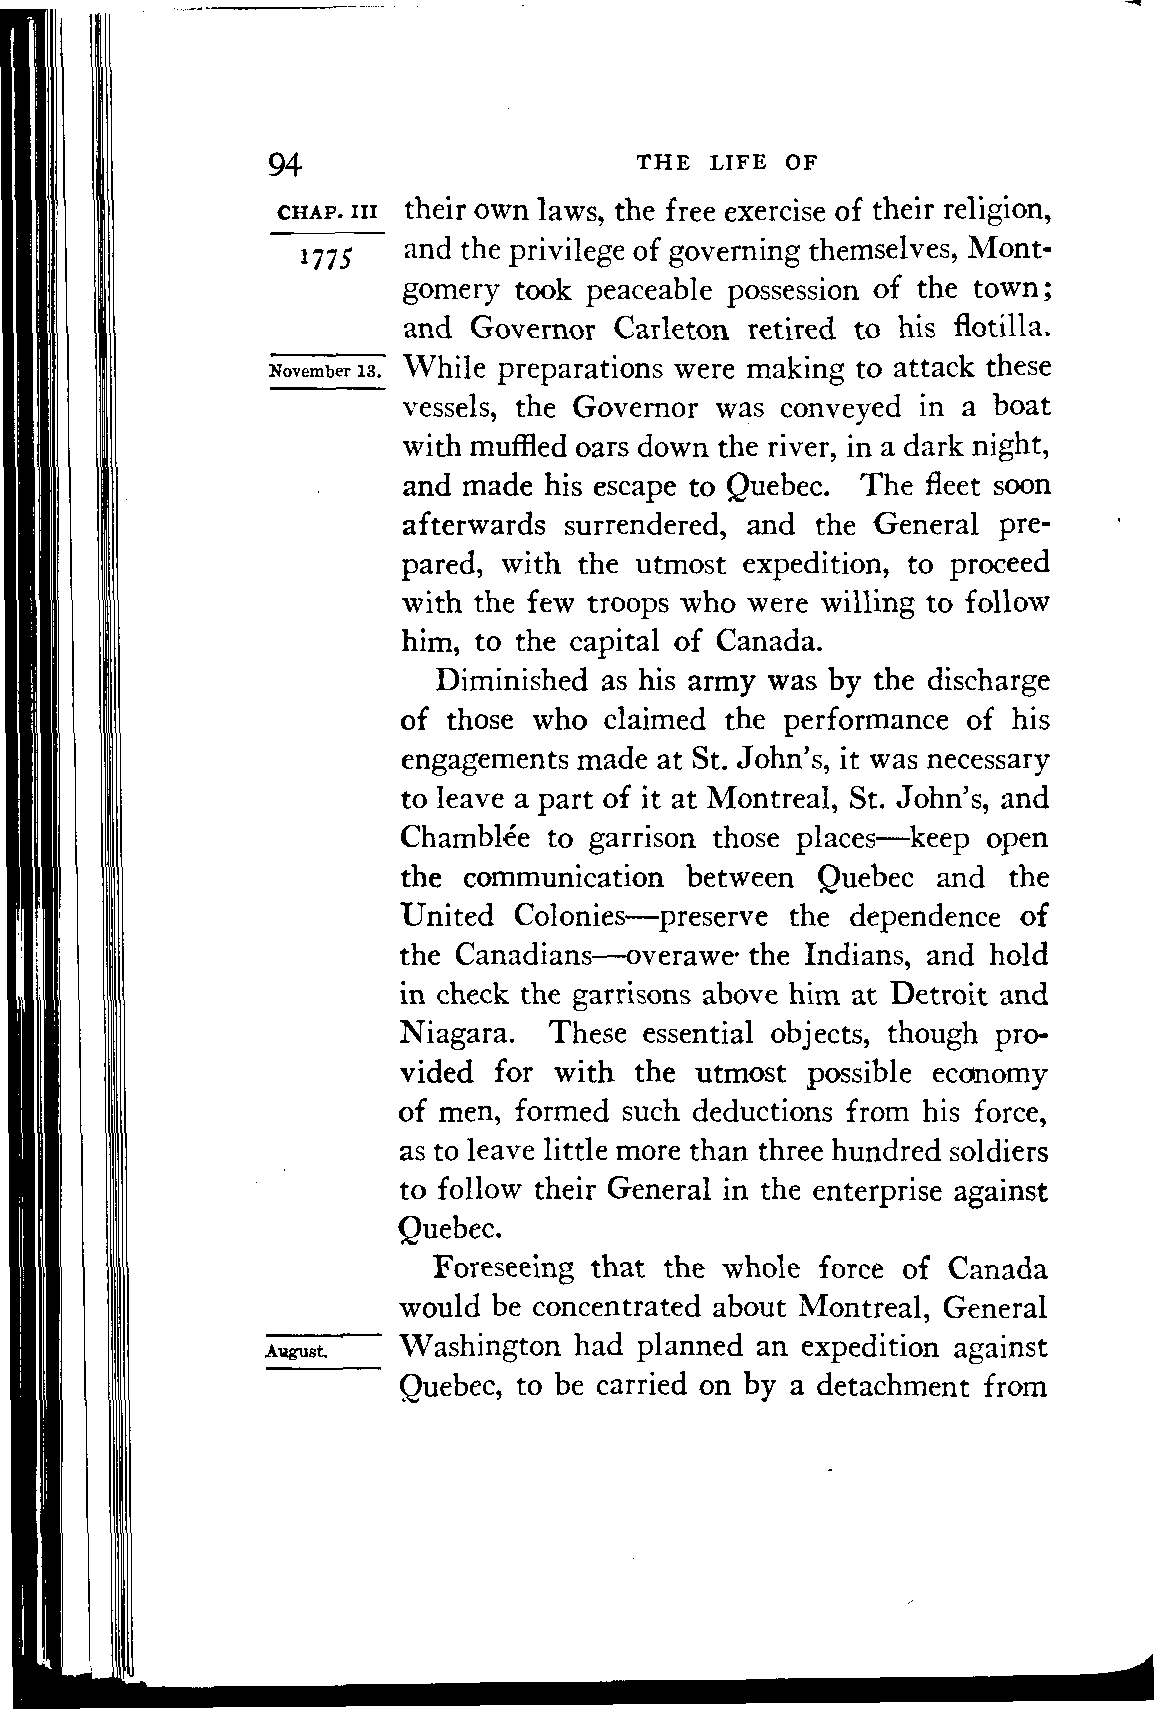 94 THE LIFE OF
CHAP. III their own laws, the free exercise of their religion,
1775 and the privilege of governing themselves, Mont-
gomery took peaceable possession of the town;
and Governor Carleton retired to his flotilla.
November 13. While preparations were making to attack these
vessels, the Governor was conveyed in a boat
with muffled oars down the river, in a dark night,
and made his escape to Quebec. The fleet soon
afterwards surrendered, and the General pre-
pared, with the utmost expedition, to proceed
with the few troops who were willing to follow
him, to the capital of Canada.
Diminished as his army was by the discharge
of those who claimed the performance of his
engagements made at St. John's, it was necessary
to leave a part of it at Montreal, St. John's, and
Chamblée to garrison those places—keep open
the communication between Quebec and the
United Colonies—preserve the dependence of
the Canadians—overawe the Indians, and hold
in check the garrisons above him at Detroit and
Niagara. These essential objects, though pro-
vided for with the utmost possible economy
of men, formed such deductions from his force,
as to leave little more than three hundred soldiers
to follow their General in the enterprise against
Quebec.
Foreseeing that the whole force of Canada
would be concentrated about Montreal, General
August. Washington had planned an expedition against
Quebec, to be carried on by a detachment from